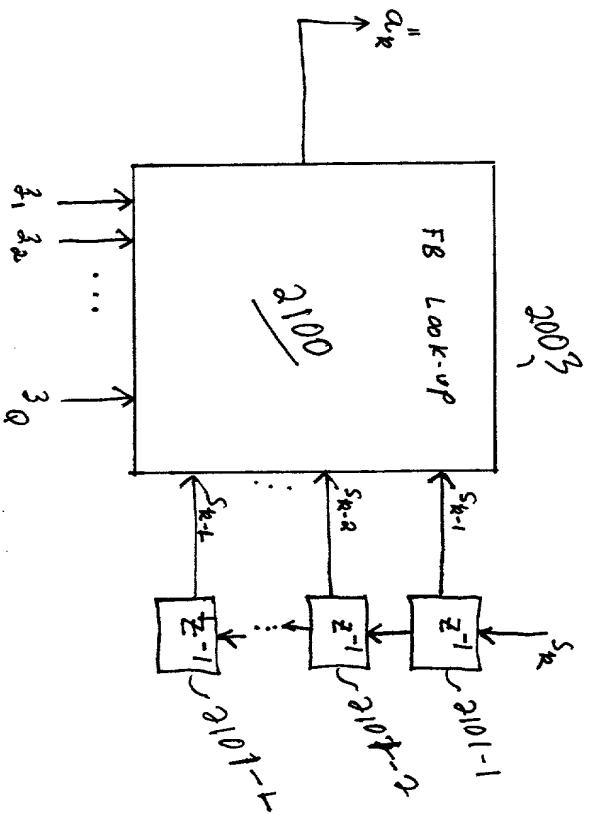 2003
FB Look-up
2100
a"k
z1
z2
...
zQ
sk
z-1
2101-1
sk-1
z-1
2101-2
sk-2
...
z-1
2101-L
sk-L